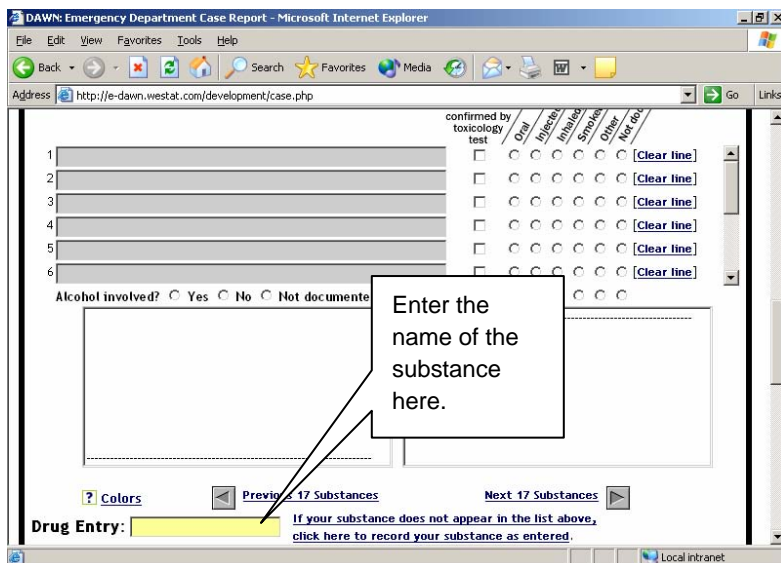 DAWN: Emergency Department Case Report - Microsoft Internet Explorer
File Edit View Favorites Tools Help
Back Search Favorites Media
Address http://e-dawn.westat.com/development/case.php Go Links
confirmed by
toxicology
test Oral Injected Inhaled Smoked Other Not doc
1 [Clear line]
2 [Clear line]
3 [Clear line]
4 [Clear line]
5 [Clear line]
6 [Clear line]
Alcohol involved? Yes No Not documente
Enter the
name of the
substance
here.
? Colors Previous 17 Substances Next 17 Substances
Drug Entry: If your substance does not appear in the list above,
click here to record your substance as entered.
Local intranet